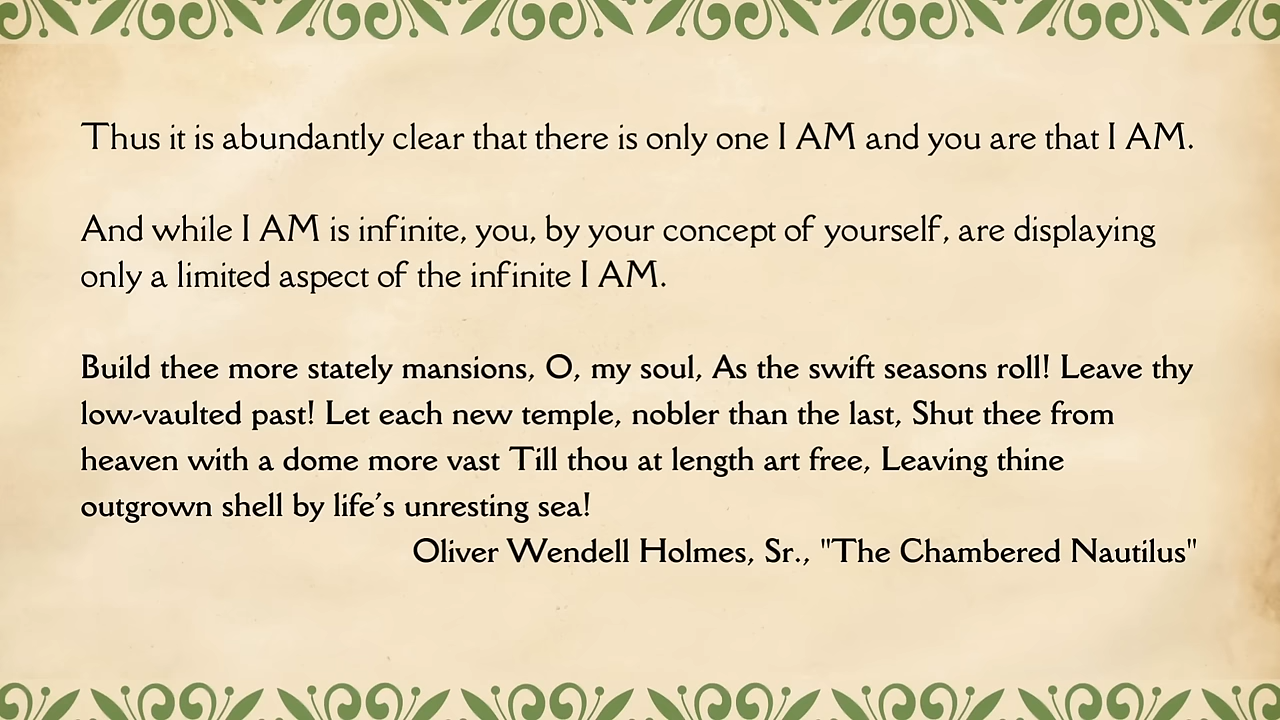 Thus it is abundantly clear that there is only one I AM and you are that I AM.
And while I AM is infinite, you, by your concept of yourself, are displaying
only a limited aspect of the infinite I AM.
Build thee more stately mansions, O, my soul, As the swift seasons roll! Leave thy
low-vaulted past! Let each new temple, nobler than the last, Shut thee from
heaven with a dome more vast Till thou at length art free, Leaving thine
outgrown shell by life's unresting sea!
Oliver Wendell Holmes, Sr., "The Chambered Nautilus"